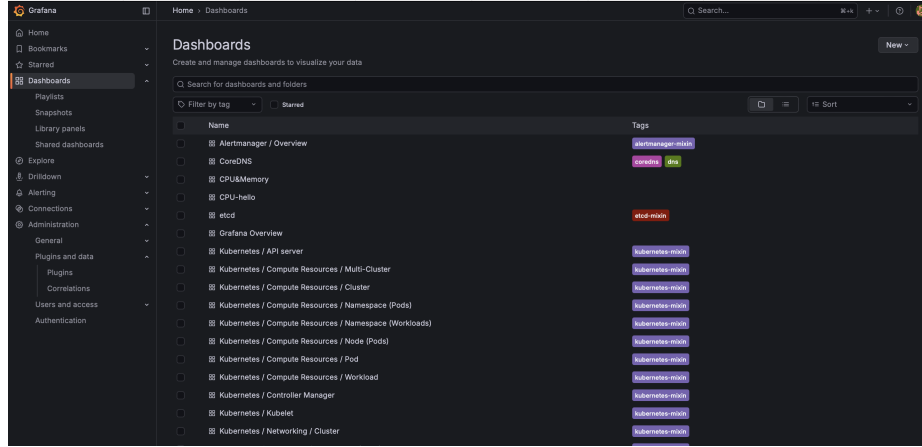 Grafana
Home › Dashboards
Search...
⌘+k
Home
Bookmarks
Starred
Dashboards
Playlists
Snapshots
Library panels
Shared dashboards
Explore
Drilldown
Alerting
Connections
Administration
General
Plugins and data
Plugins
Correlations
Users and access
Authentication
Dashboards
New
Create and manage dashboards to visualize your data
Search for dashboards and folders
Filter by tag
Starred
Sort
Name Tags
Alertmanager / Overview alertmanager-mixin
CoreDNS coredns dns
CPU&Memory
CPU-hello
etcd etcd-mixin
Grafana Overview
Kubernetes / API server kubernetes-mixin
Kubernetes / Compute Resources / Multi-Cluster kubernetes-mixin
Kubernetes / Compute Resources / Cluster kubernetes-mixin
Kubernetes / Compute Resources / Namespace (Pods) kubernetes-mixin
Kubernetes / Compute Resources / Namespace (Workloads) kubernetes-mixin
Kubernetes / Compute Resources / Node (Pods) kubernetes-mixin
Kubernetes / Compute Resources / Pod kubernetes-mixin
Kubernetes / Compute Resources / Workload kubernetes-mixin
Kubernetes / Controller Manager kubernetes-mixin
Kubernetes / Kubelet kubernetes-mixin
Kubernetes / Networking / Cluster kubernetes-mixin